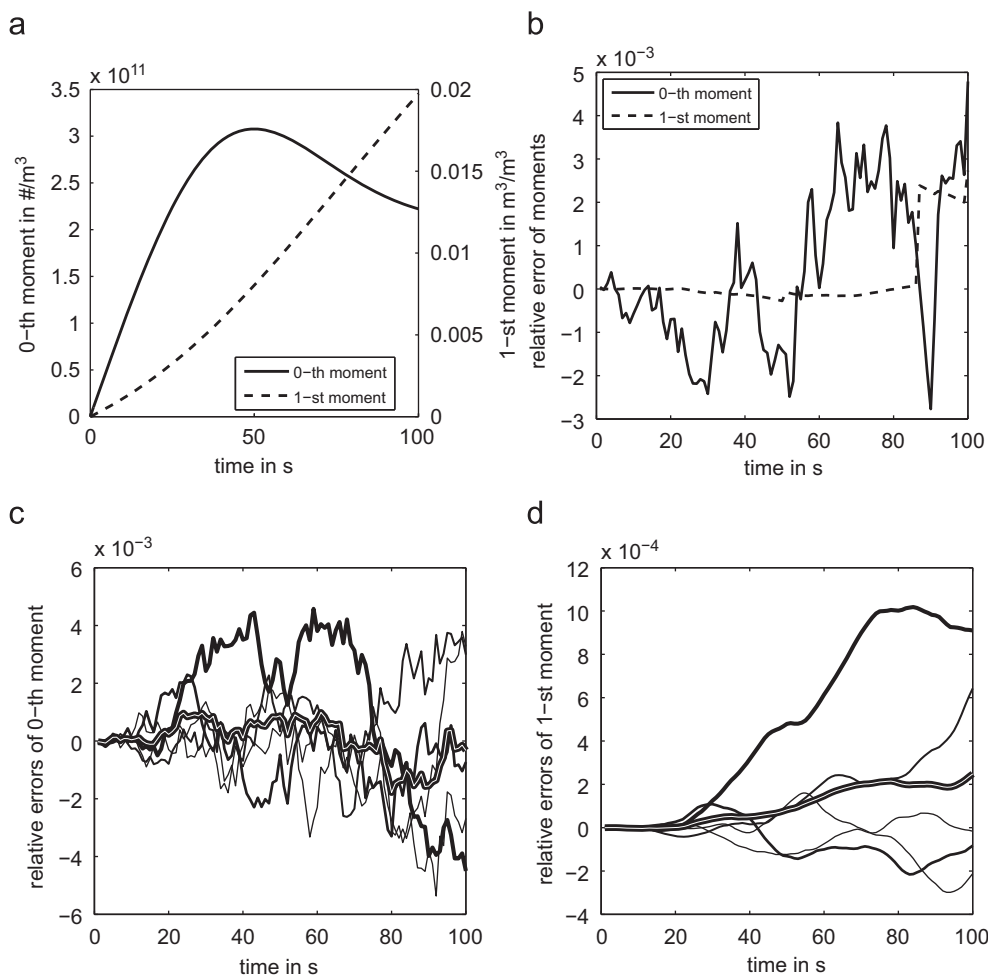 a
x 10^11
3.5
3
2.5
2
1.5
1
0.5
0
0.02
0.015
0.01
0.005
0
0−th moment in #/m^3
1−st moment in m^3/m^3
0−th moment
1−st moment
0 50 100
time in s
b
x 10^−3
5
4
3
2
1
0
−1
−2
−3
relative error of moments
0−th moment
1−st moment
0 20 40 60 80 100
time in s
c
x 10^−3
6
4
2
0
−2
−4
−6
relative errors of 0−th moment
0 20 40 60 80 100
time in s
d
x 10^−4
12
10
8
6
4
2
0
−2
−4
relative errors of 1−st moment
0 20 40 60 80 100
time in s